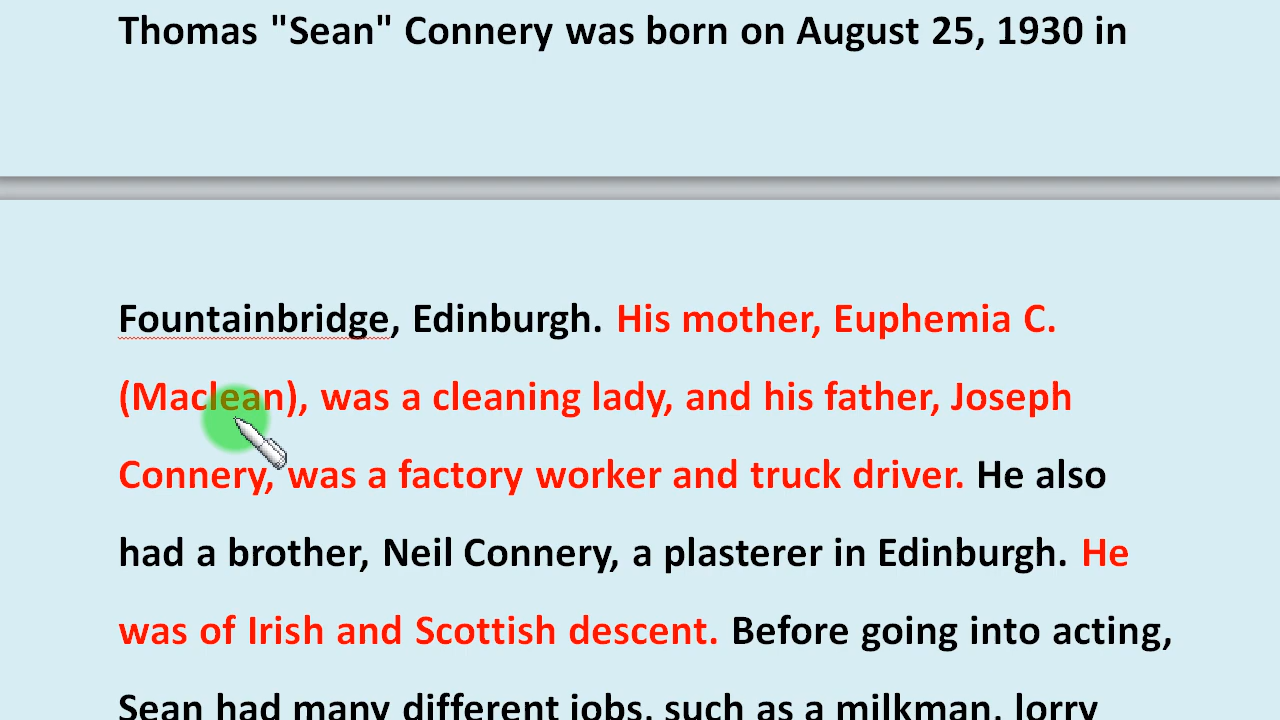 Thomas "Sean" Connery was born on August 25, 1930 in
Fountainbridge, Edinburgh. His mother, Euphemia C.
(Maclean), was a cleaning lady, and his father, Joseph
Connery, was a factory worker and truck driver. He also
had a brother, Neil Connery, a plasterer in Edinburgh. He
was of Irish and Scottish descent. Before going into acting,
Sean had many different jobs, such as a milkman, lorry